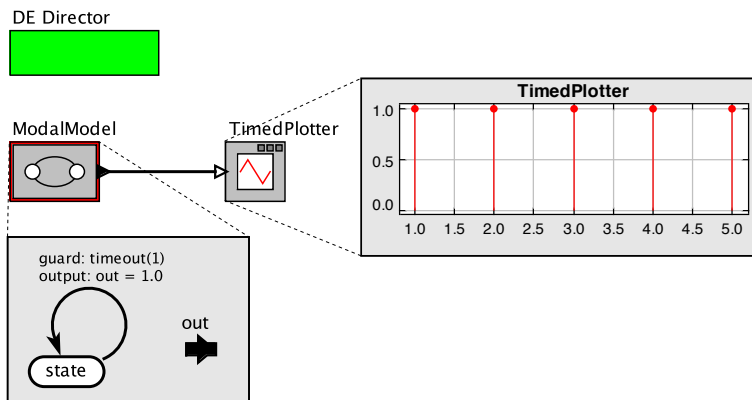 DE Director
ModalModel
TimedPlotter
TimedPlotter
1.0
0.5
0.0
1.0 1.5 2.0 2.5 3.0 3.5 4.0 4.5 5.0
guard: timeout(1)
output: out = 1.0
out
state